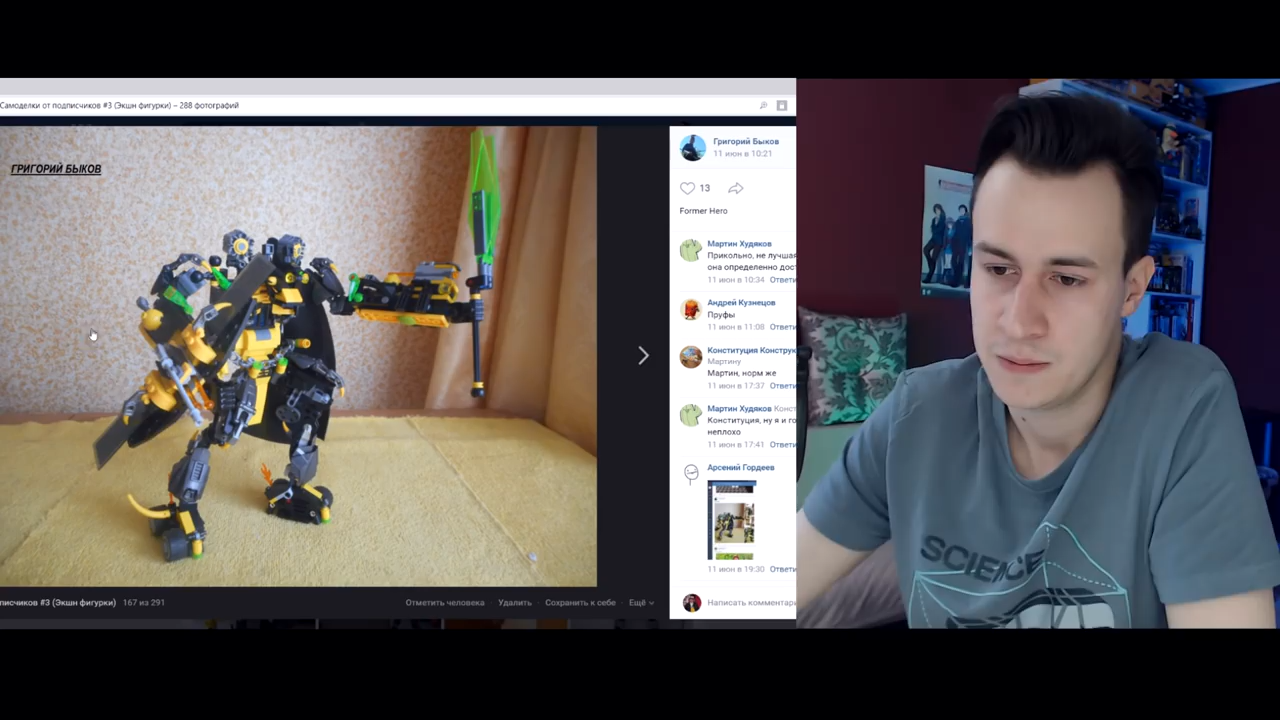 Самоделки от подписчиков #3 (Экшн фигурки) – 288 фотографий
ГРИГОРИЙ БЫКОВ
Григорий Быков
11 июн в 10:21
13
Former Hero
Мартин Худяков
Прикольно, не лучшая
она определенно дос
11 июн в 10:34 Ответи
Андрей Кузнецов
Пруфы
11 июн в 11:08 Ответи
Конституция Конструк
Мартину
Мартин, норм же
11 июн в 17:37 Ответи
Мартин Худяков Конст
Конституция, ну я и го
неплохо
11 июн в 17:41 Ответи
Арсений Гордеев
11 июн в 19:30 Ответи
писчиков #3 (Экшн фигурки) 167 из 291
Отметить человека · Удалить · Сохранить к себе · Ещё
Написать комментар
SCIENCE